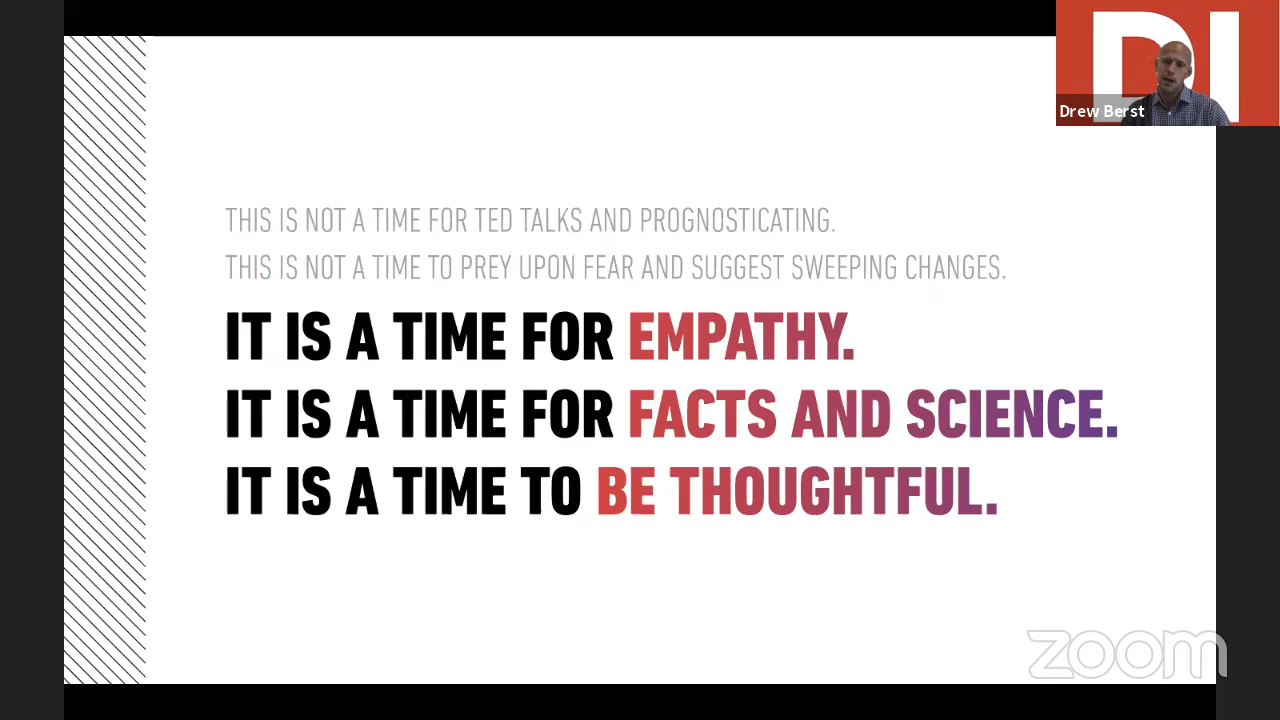 DI
Drew Berst
THIS IS NOT A TIME FOR TED TALKS AND PROGNOSTICATING.
THIS IS NOT A TIME TO PREY UPON FEAR AND SUGGEST SWEEPING CHANGES.
IT IS A TIME FOR EMPATHY.
IT IS A TIME FOR FACTS AND SCIENCE.
IT IS A TIME TO BE THOUGHTFUL.
zoom